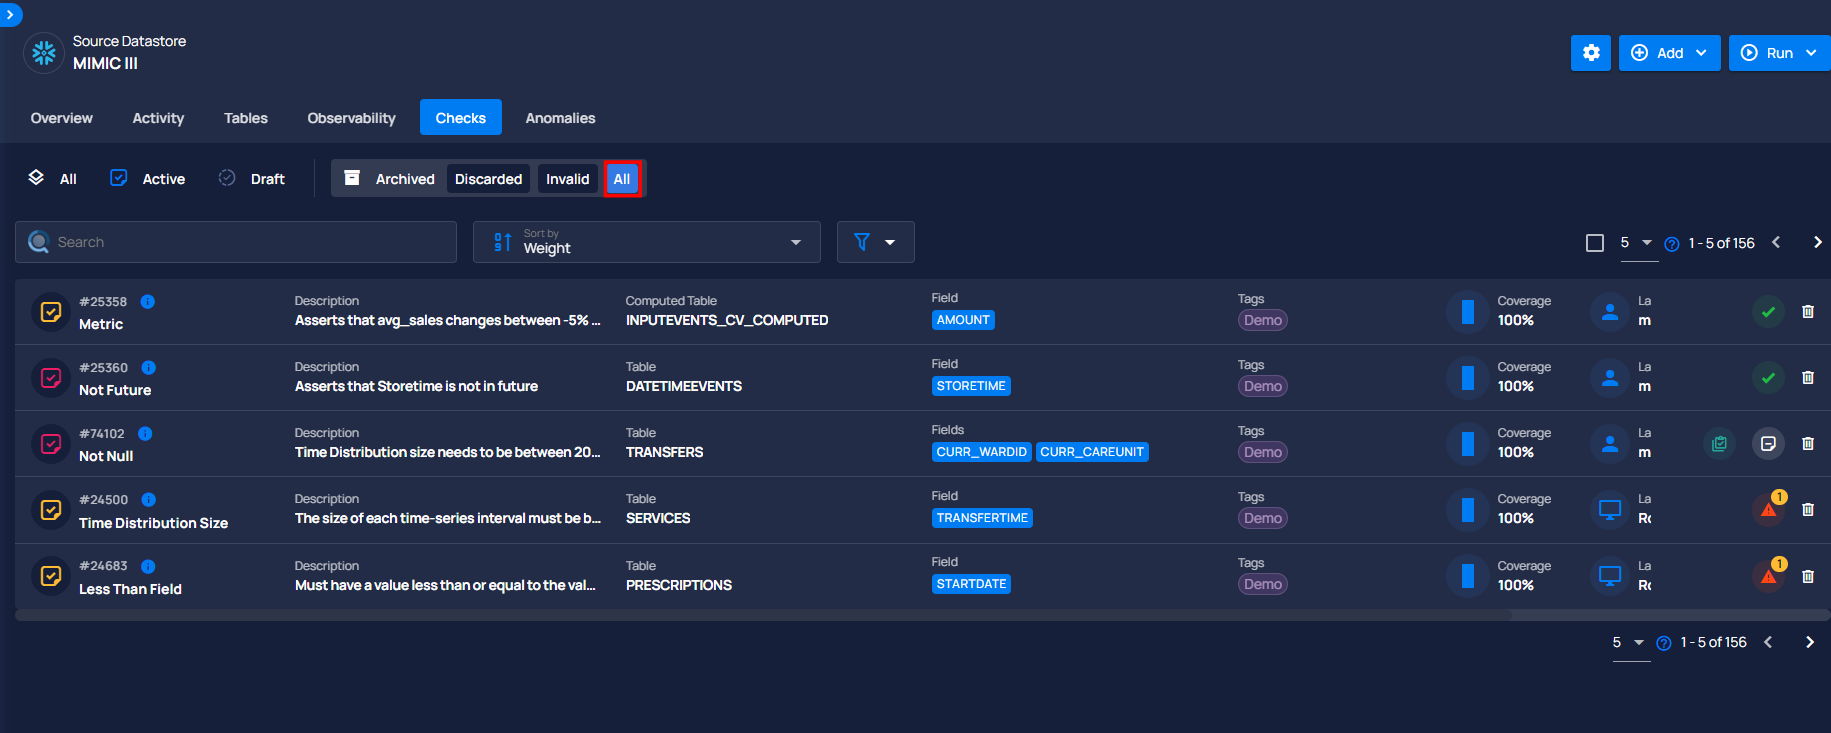 Source Datastore
MIMIC III
Add
Run
Overview Activity Tables Observability Checks Anomalies
All Active Draft Archived Discarded Invalid All
Search
Sort by
Weight
5 1 - 5 of 156
#25358
Metric
Description
Asserts that avg_sales changes between -5% ...
Computed Table
INPUTEVENTS_CV_COMPUTED
Field
AMOUNT
Tags
Demo
Coverage
100%
La
m
#25360
Not Future
Description
Asserts that Storetime is not in future
Table
DATETIMEEVENTS
Field
STORETIME
Tags
Demo
Coverage
100%
La
m
#74102
Not Null
Description
Time Distribution size needs to be between 20...
Table
TRANSFERS
Fields
CURR_WARDID CURR_CAREUNIT
Tags
Demo
Coverage
100%
La
m
#24500
Time Distribution Size
Description
The size of each time-series interval must be b...
Table
SERVICES
Field
TRANSFERTIME
Tags
Demo
Coverage
100%
La
Ro
1
#24683
Less Than Field
Description
Must have a value less than or equal to the val...
Table
PRESCRIPTIONS
Field
STARTDATE
Tags
Demo
Coverage
100%
La
Ro
1
5 1 - 5 of 156